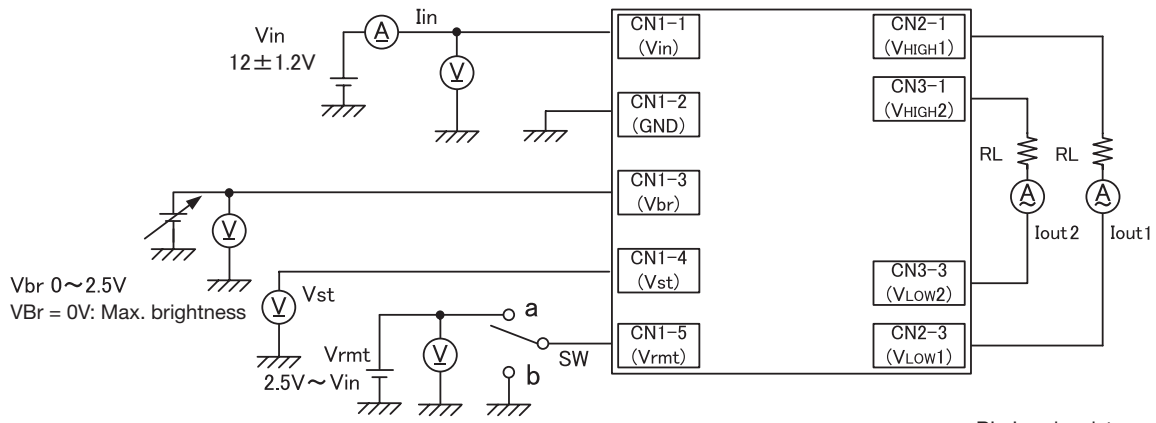 Vin
12±1.2V
A
Iin
V
CN1-1
(Vin)
CN1-2
(GND)
CN1-3
(Vbr)
CN1-4
(Vst)
CN1-5
(Vrmt)
CN2-1
(VHIGH1)
CN3-1
(VHIGH2)
CN3-3
(VLOW2)
CN2-3
(VLOW1)
RL
RL
A
A
Iout2
Iout1
V
Vbr 0～2.5V
VBr = 0V: Max. brightness
V
Vst
Vrmt
2.5V～Vin
V
a
SW
b